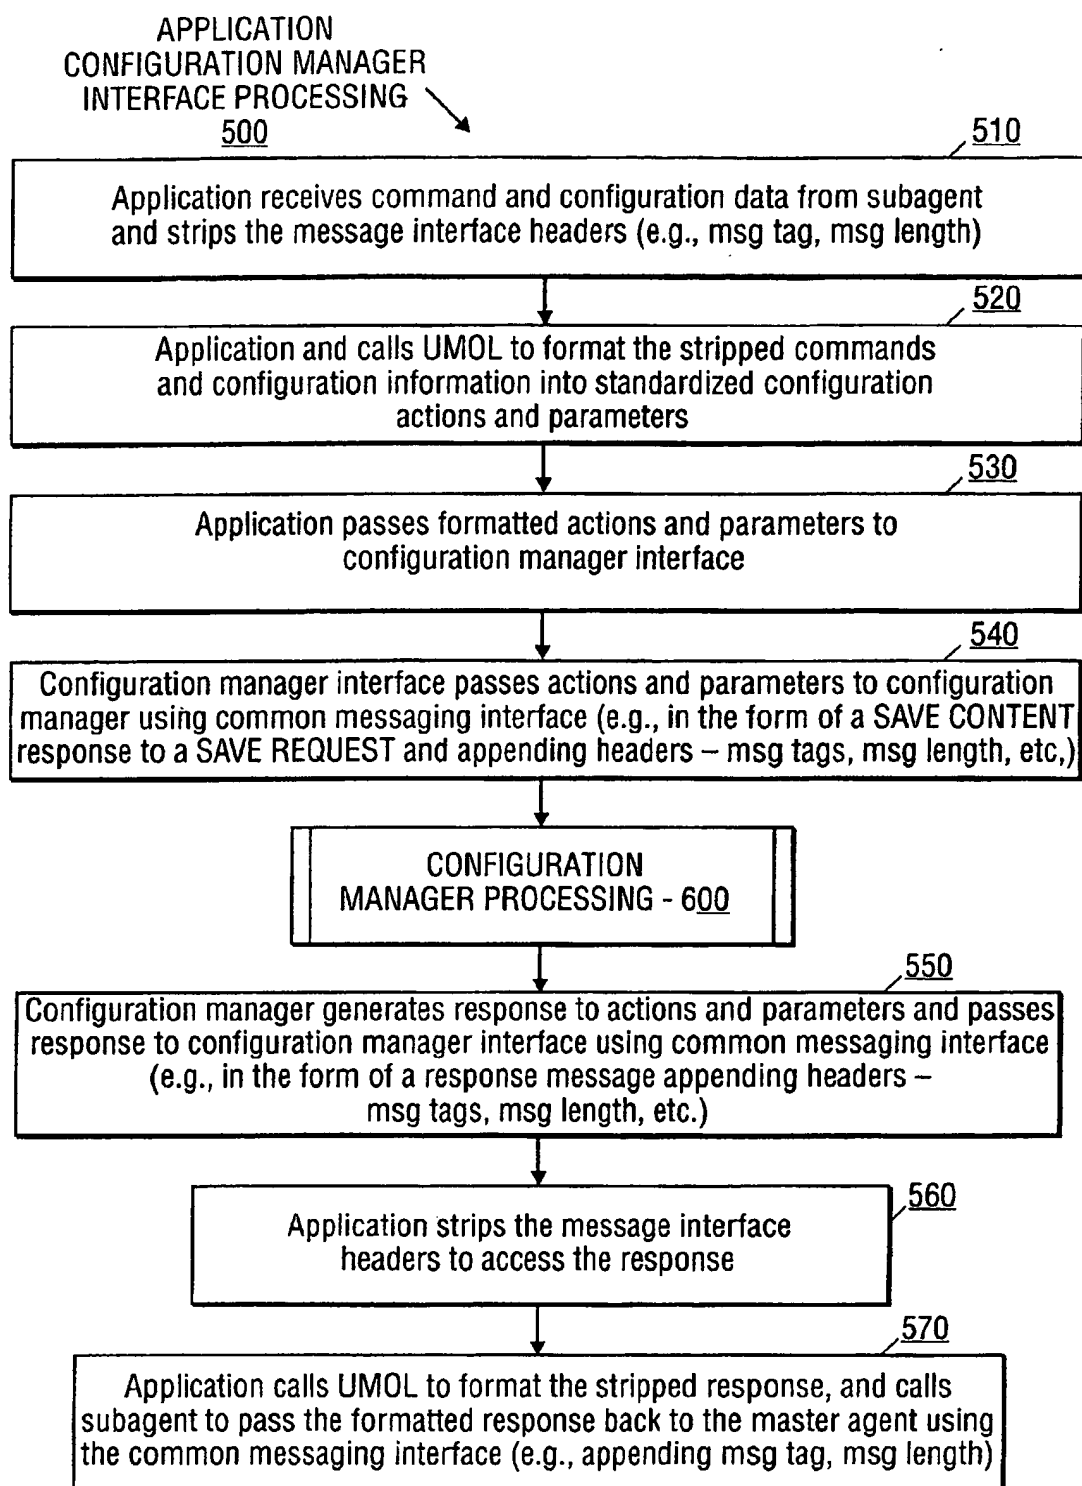 APPLICATION
CONFIGURATION MANAGER
INTERFACE PROCESSING
500
510
Application receives command and configuration data from subagent
and strips the message interface headers (e.g., msg tag, msg length)
520
Application and calls UMOL to format the stripped commands
and configuration information into standardized configuration
actions and parameters
530
Application passes formatted actions and parameters to
configuration manager interface
540
Configuration manager interface passes actions and parameters to configuration
manager using common messaging interface (e.g., in the form of a SAVE CONTENT
response to a SAVE REQUEST and appending headers – msg tags, msg length, etc,)
CONFIGURATION
MANAGER PROCESSING - 600
550
Configuration manager generates response to actions and parameters and passes
response to configuration manager interface using common messaging interface
(e.g., in the form of a response message appending headers –
msg tags, msg length, etc.)
560
Application strips the message interface
headers to access the response
570
Application calls UMOL to format the stripped response, and calls
subagent to pass the formatted response back to the master agent using
the common messaging interface (e.g., appending msg tag, msg length)